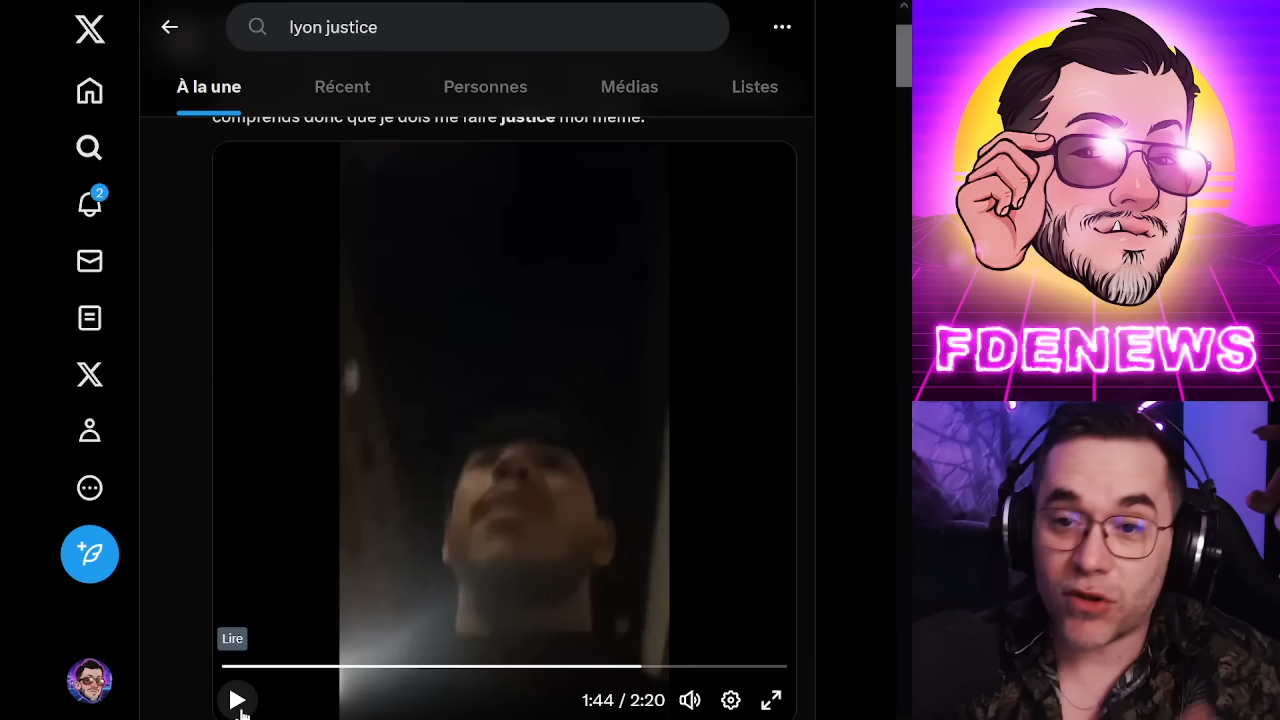 lyon justice
À la une
Récent
Personnes
Médias
Listes
comprends donc que je dois me faire justice moi même.
2
Lire
1:44 / 2:20
FDENEWS